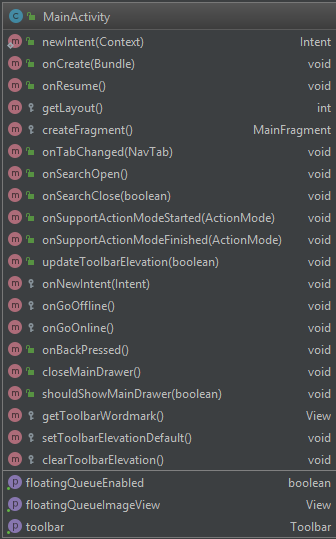 MainActivity
newIntent(Context) Intent
onCreate(Bundle) void
onResume() void
getLayout() int
createFragment() MainFragment
onTabChanged(NavTab) void
onSearchOpen() void
onSearchClose(boolean) void
onSupportActionModeStarted(ActionMode) void
onSupportActionModeFinished(ActionMode) void
updateToolbarElevation(boolean) void
onNewIntent(Intent) void
onGoOffline() void
onGoOnline() void
onBackPressed() void
closeMainDrawer() void
shouldShowMainDrawer(boolean) void
getToolbarWordmark() View
setToolbarElevationDefault() void
clearToolbarElevation() void
floatingQueueEnabled boolean
floatingQueueImageView View
toolbar Toolbar